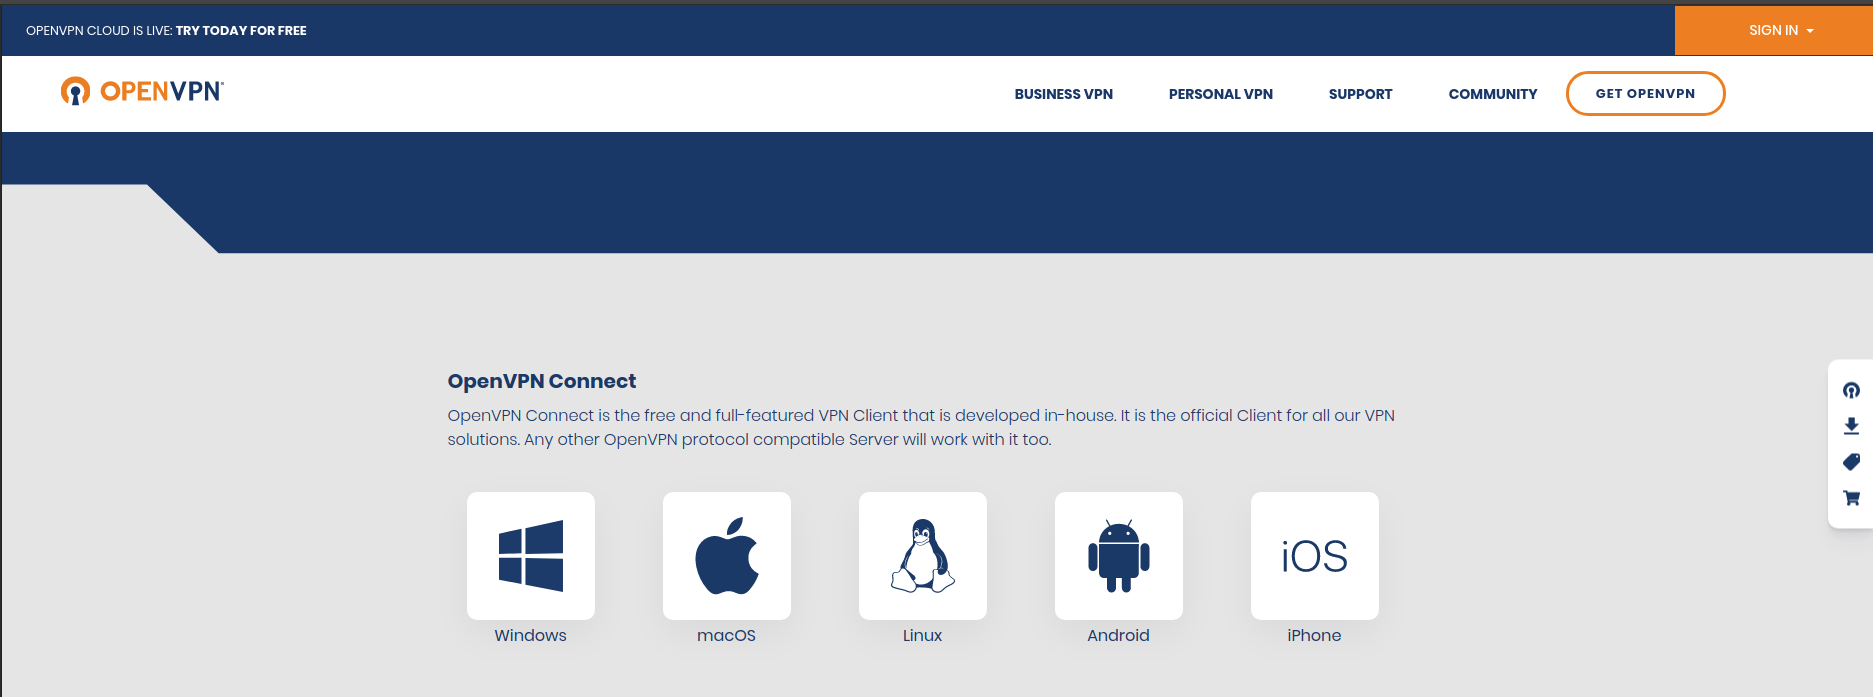 OPENVPN CLOUD IS LIVE: TRY TODAY FOR FREE
SIGN IN
OPENVPN
BUSINESS VPN
PERSONAL VPN
SUPPORT
COMMUNITY
GET OPENVPN
OpenVPN Connect
OpenVPN Connect is the free and full-featured VPN Client that is developed in-house. It is the official Client for all our VPN
solutions. Any other OpenVPN protocol compatible Server will work with it too.
iOS
Windows
macOS
Linux
Android
iPhone